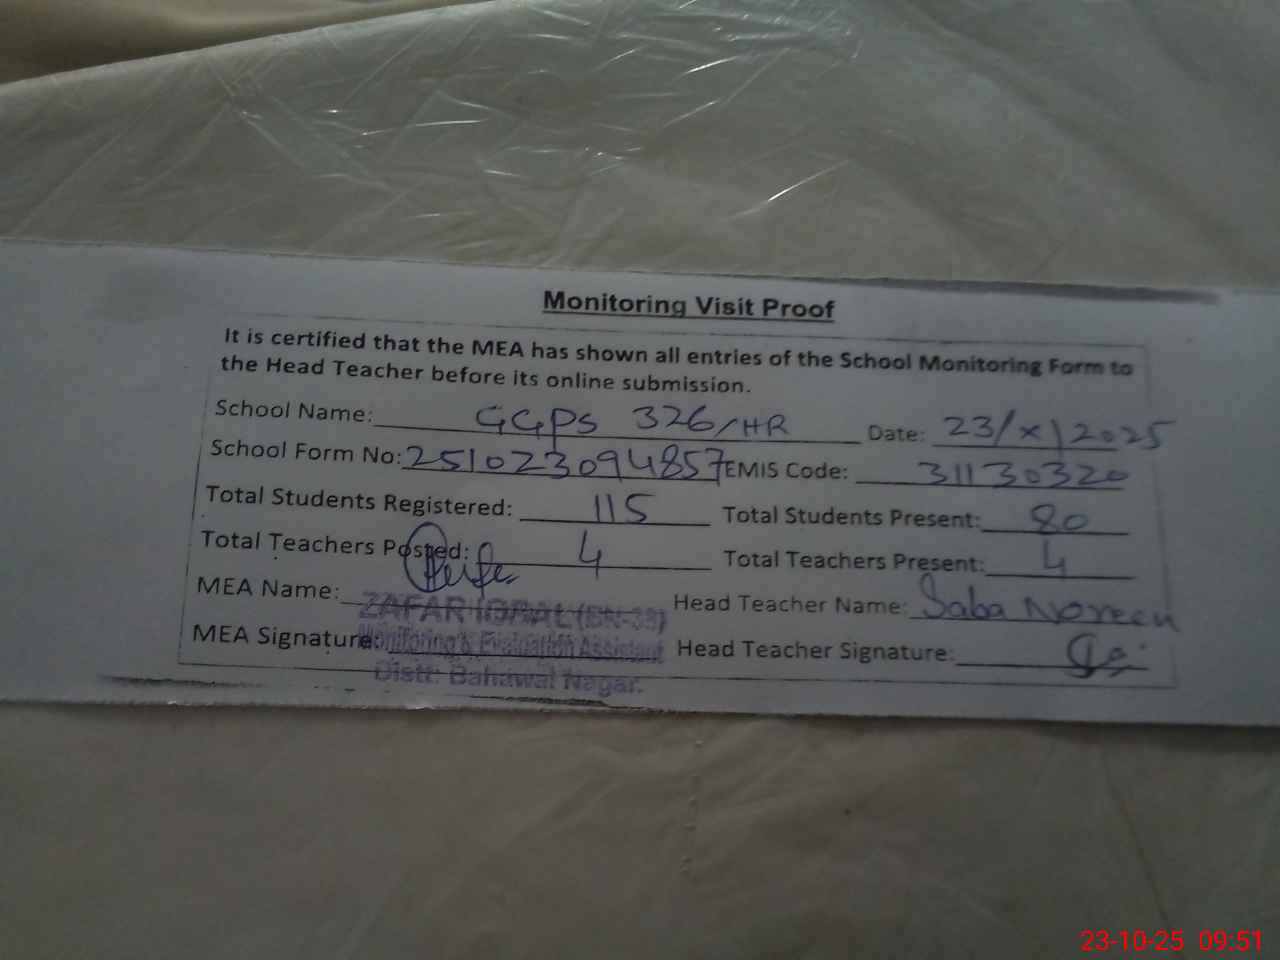 Monitoring Visit Proof
It is certified that the MEA has shown all entries of the School Monitoring Form to
the Head Teacher before its online submission.
School Name: GGPS 326/HR Date: 23/X/2025
School Form No: 251023094857 EMIS Code: 31130320
Total Students Registered: 115 Total Students Present: 80
Total Teachers Posted: 4 Total Teachers Present: 4
MEA Name: ZAFAR IQBAL (BN-38) Head Teacher Name: Saba Noreen
MEA Signature: Monitoring & Evaluation Assistant Head Teacher Signature:
Distt: Bahawal Nagar.
23-10-25 09:51